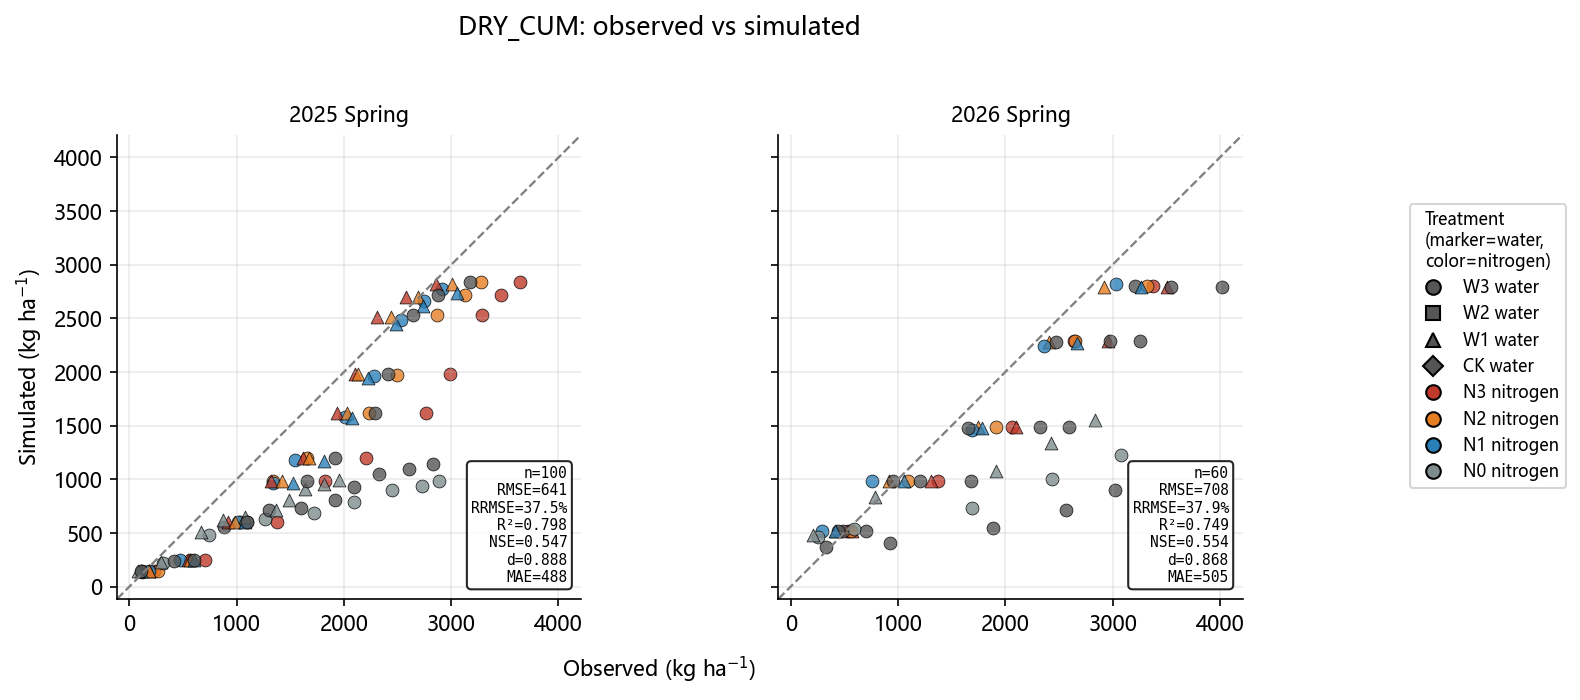 DRY_CUM: observed vs simulated
2025 Spring
2026 Spring
Simulated (kg ha⁻¹)
4000
3500
3000
2500
2000
1500
1000
500
0
0 1000 2000 3000 4000
n=100
RMSE=641
RRMSE=37.5%
R²=0.798
NSE=0.547
d=0.888
MAE=488
0 1000 2000 3000 4000
n=60
RMSE=708
RRMSE=37.9%
R²=0.749
NSE=0.554
d=0.868
MAE=505
Observed (kg ha⁻¹)
Treatment
(marker=water,
color=nitrogen)
W3 water
W2 water
W1 water
CK water
N3 nitrogen
N2 nitrogen
N1 nitrogen
N0 nitrogen